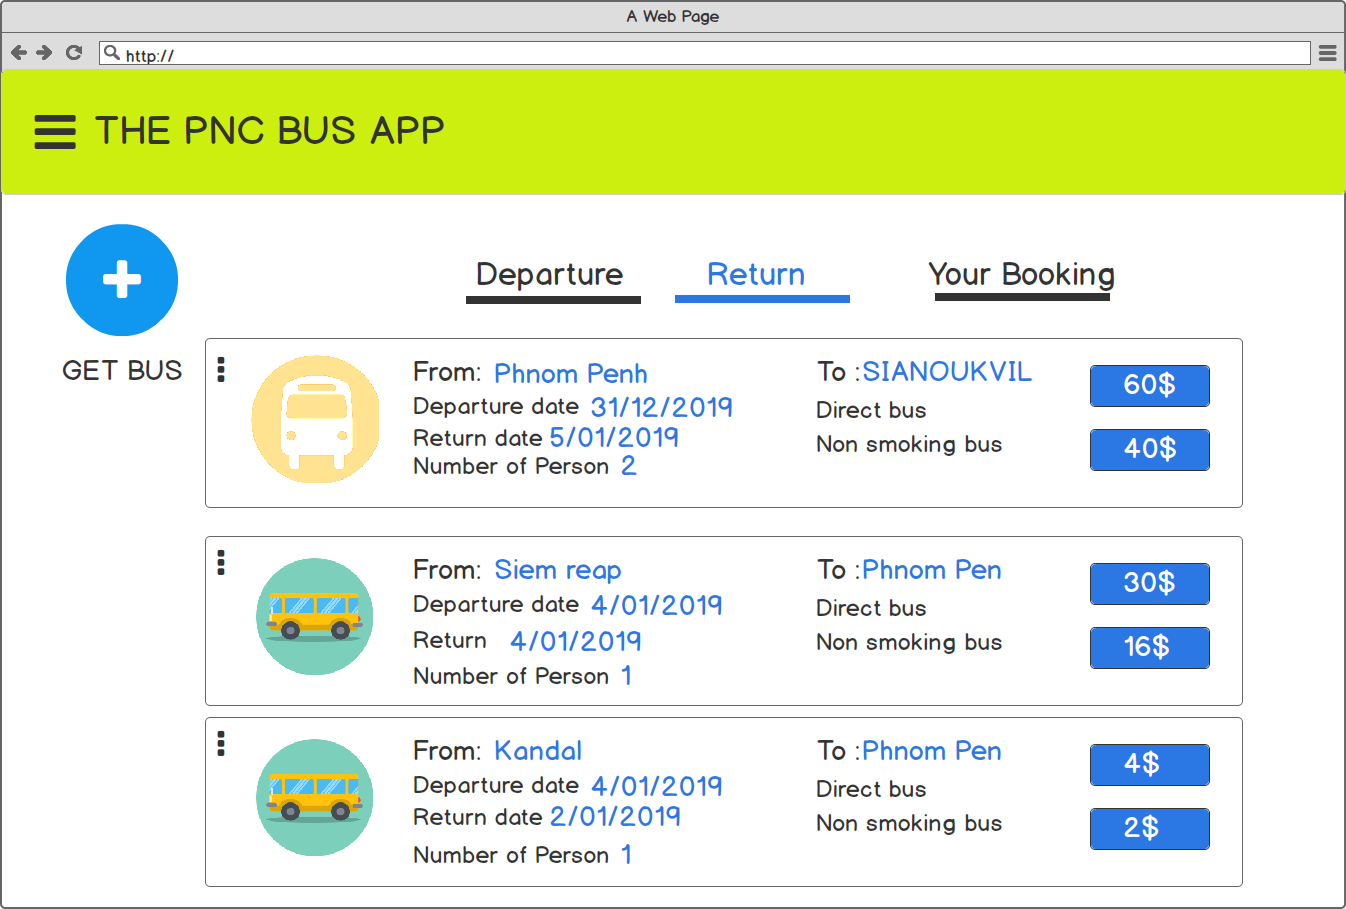 A Web Page
http://
THE PNC BUS APP
Departure Return Your Booking
GET BUS
From: Phnom Penh To :SIANOUKVIL 60$
Departure date 31/12/2019 Direct bus
Return date 5/01/2019 Non smoking bus 40$
Number of Person 2
From: Siem reap To :Phnom Pen 30$
Departure date 4/01/2019 Direct bus
Return 4/01/2019 Non smoking bus 16$
Number of Person 1
From: Kandal To :Phnom Pen 4$
Departure date 4/01/2019 Direct bus
Return date 2/01/2019 Non smoking bus 2$
Number of Person 1